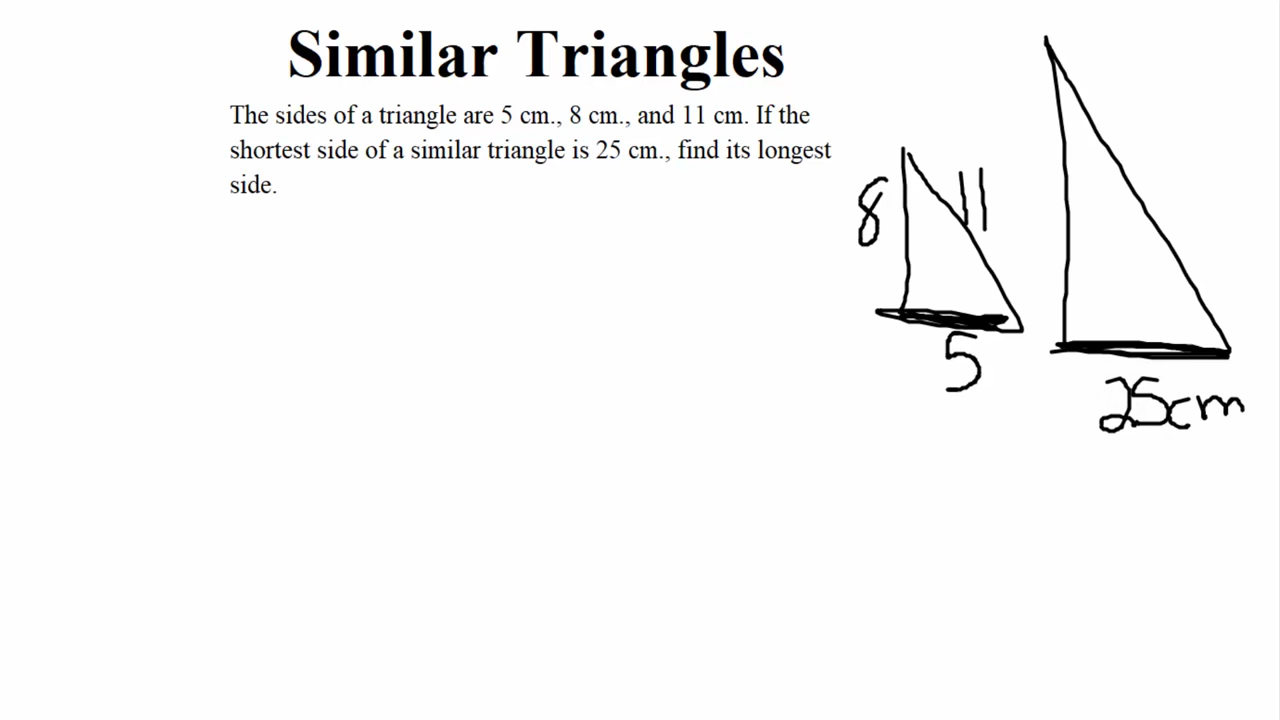 Similar Triangles
The sides of a triangle are 5 cm., 8 cm., and 11 cm. If the
shortest side of a similar triangle is 25 cm., find its longest
side.
8
11
5
25cm